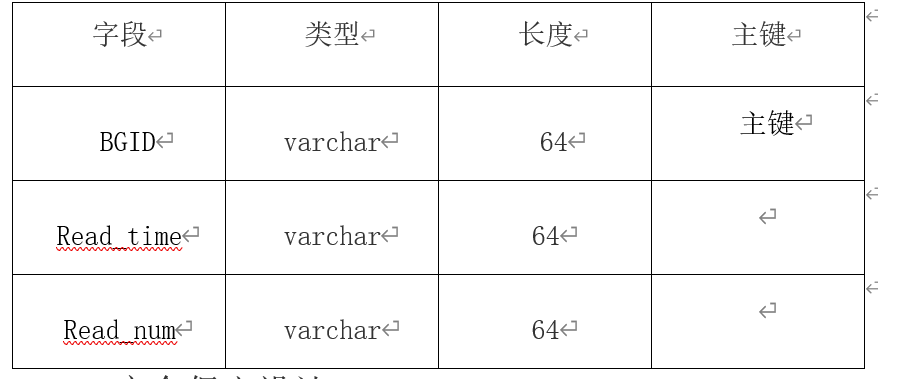 字段 类型 长度 主键
BGID varchar 64 主键
Read_time varchar 64
Read_num varchar 64